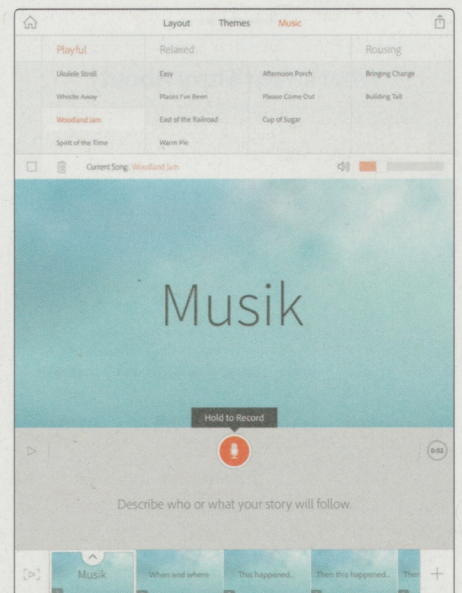 Layout Themes Music
Playful Relaxed Rousing
Ukulele Stroll Easy Afternoon Porch Bringing Change
Whistle Away Places I've Been Please Come Out Building Tall
Woodland Jam East of the Railroad Cup of Sugar
Spirit of the Time Warm Pie
Current Song: Woodland Jam
Musik
Hold to Record
0:02
Describe who or what your story will follow.
Musik When and where This happened... Then this happened... Then